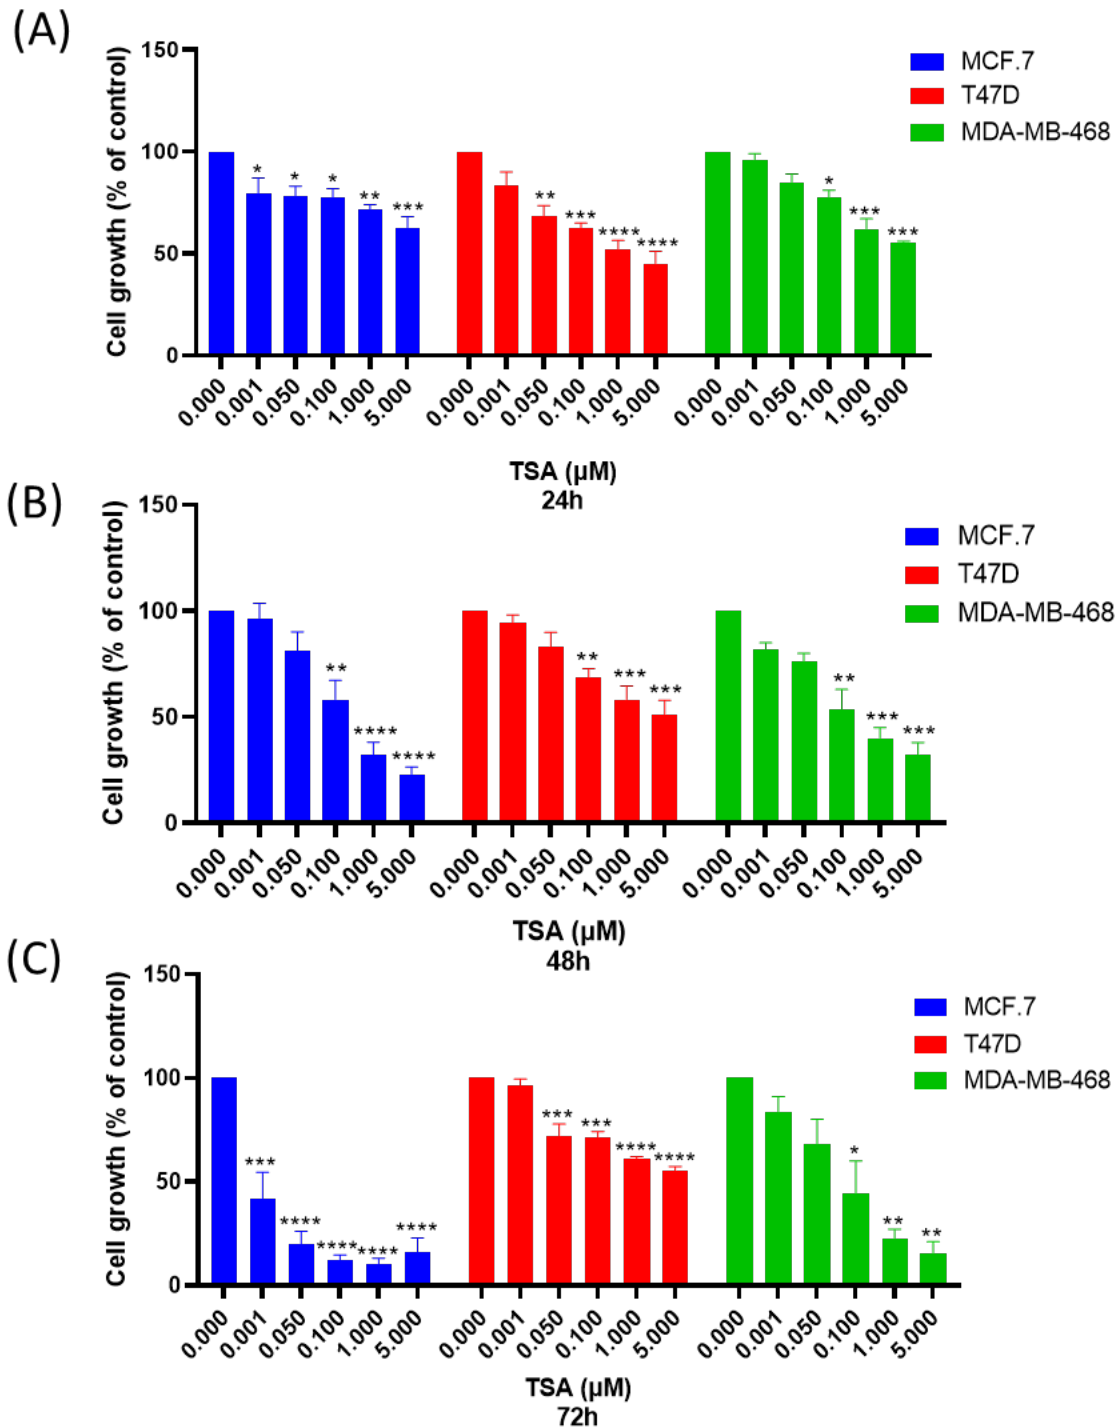 (A)
Cell growth (% of control)
150
100
50
0
* * * ** ***
** *** **** ****
* *** ***
MCF.7
T47D
MDA-MB-468
0.000 0.001 0.050 0.100 1.000 5.000 0.000 0.001 0.050 0.100 1.000 5.000 0.000 0.001 0.050 0.100 1.000 5.000
TSA (μM)
24h
(B)
Cell growth (% of control)
150
100
50
0
** **** ****
** *** ***
** *** ***
MCF.7
T47D
MDA-MB-468
0.000 0.001 0.050 0.100 1.000 5.000 0.000 0.001 0.050 0.100 1.000 5.000 0.000 0.001 0.050 0.100 1.000 5.000
TSA (μM)
48h
(C)
Cell growth (% of control)
150
100
50
0
*** **** **** **** ****
*** *** **** ****
* ** **
MCF.7
T47D
MDA-MB-468
0.000 0.001 0.050 0.100 1.000 5.000 0.000 0.001 0.050 0.100 1.000 5.000 0.000 0.001 0.050 0.100 1.000 5.000
TSA (μM)
72h